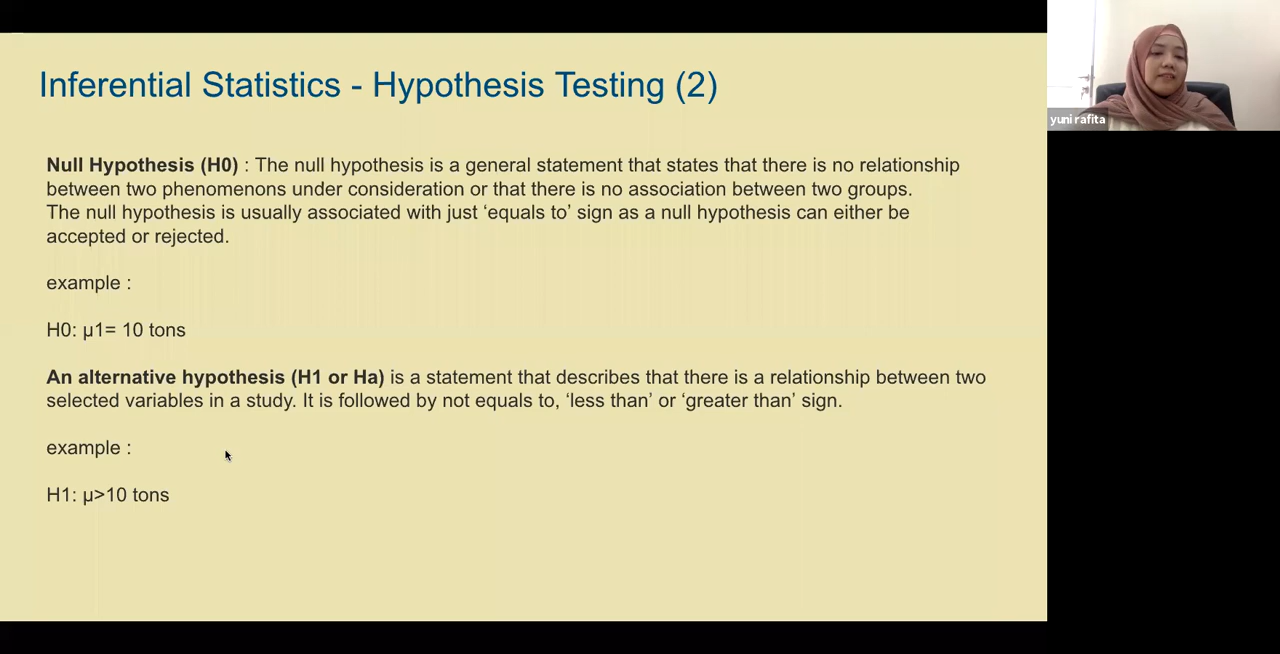 Inferential Statistics - Hypothesis Testing (2)
Null Hypothesis (H0) : The null hypothesis is a general statement that states that there is no relationship
between two phenomenons under consideration or that there is no association between two groups.
The null hypothesis is usually associated with just ‘equals to’ sign as a null hypothesis can either be
accepted or rejected.
example :
H0: µ1= 10 tons
An alternative hypothesis (H1 or Ha) is a statement that describes that there is a relationship between two
selected variables in a study. It is followed by not equals to, ‘less than’ or ‘greater than’ sign.
example :
H1: µ>10 tons
yuni rafita